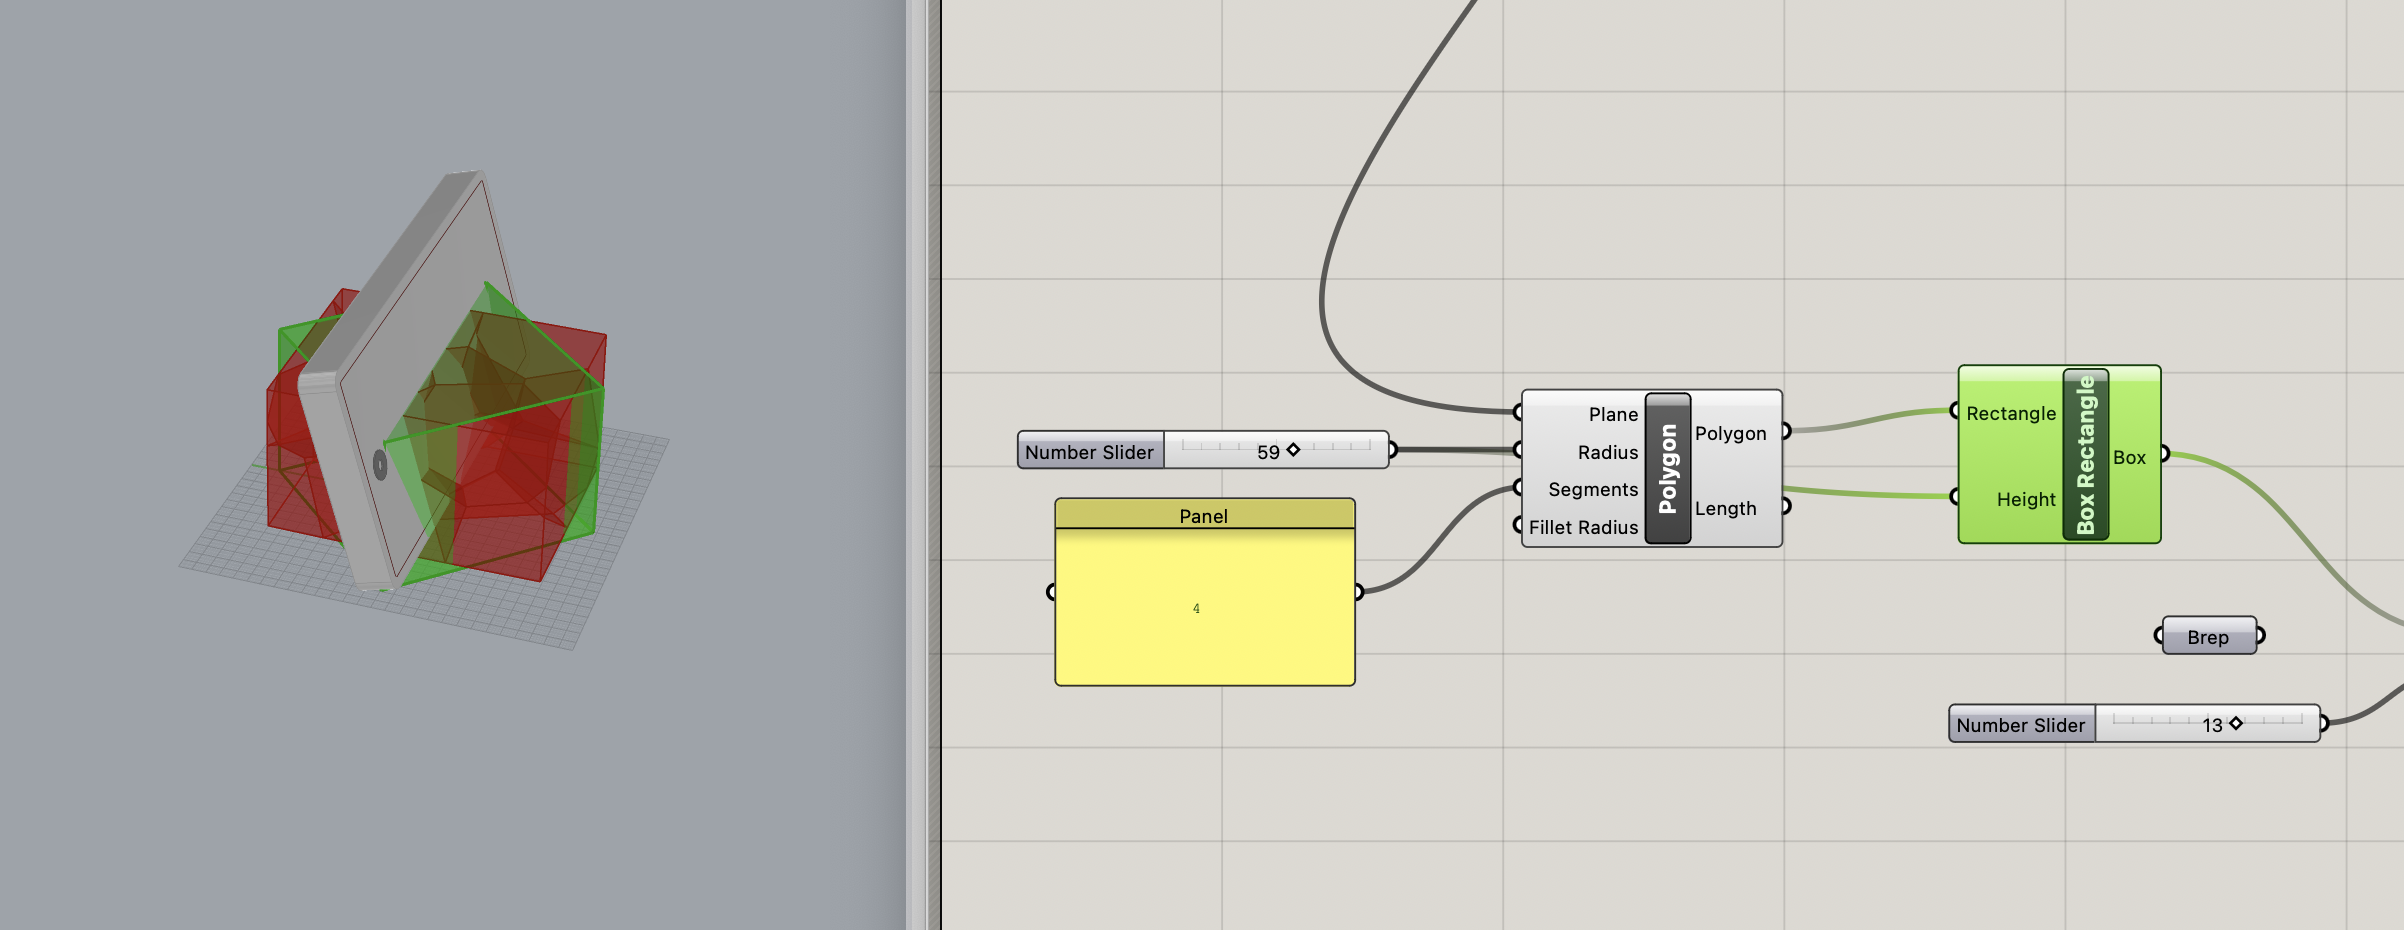 Plane
Number Slider 59
Radius
Polygon
Polygon
Segments
Length
Fillet Radius
Panel
4
Rectangle
Box Rectangle
Box
Height
Brep
Number Slider 13